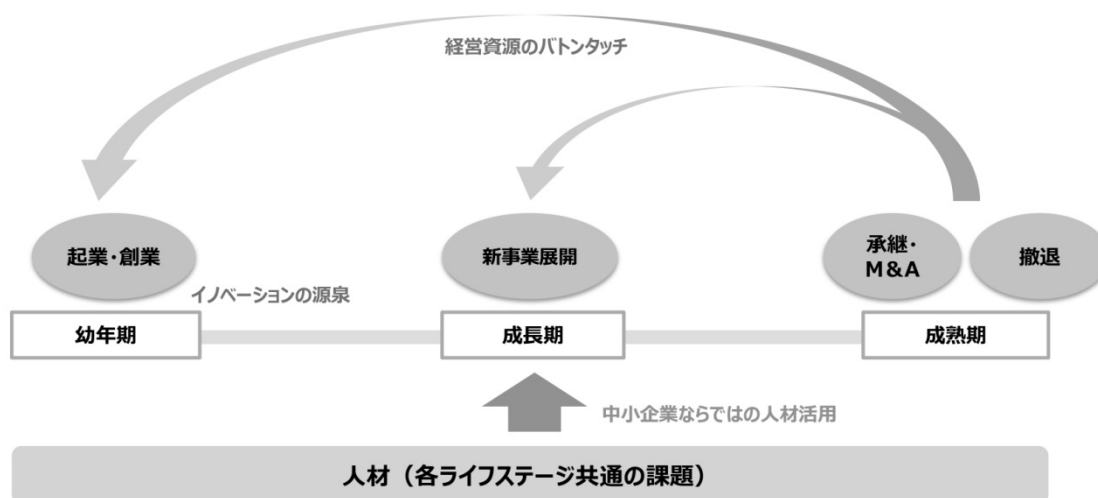 経営資源のバトンタッチ
起業・創業
新事業展開
承継・
M&A
撤退
イノベーションの源泉
幼年期
成長期
成熟期
中小企業ならではの人材活用
人材（各ライフステージ共通の課題）